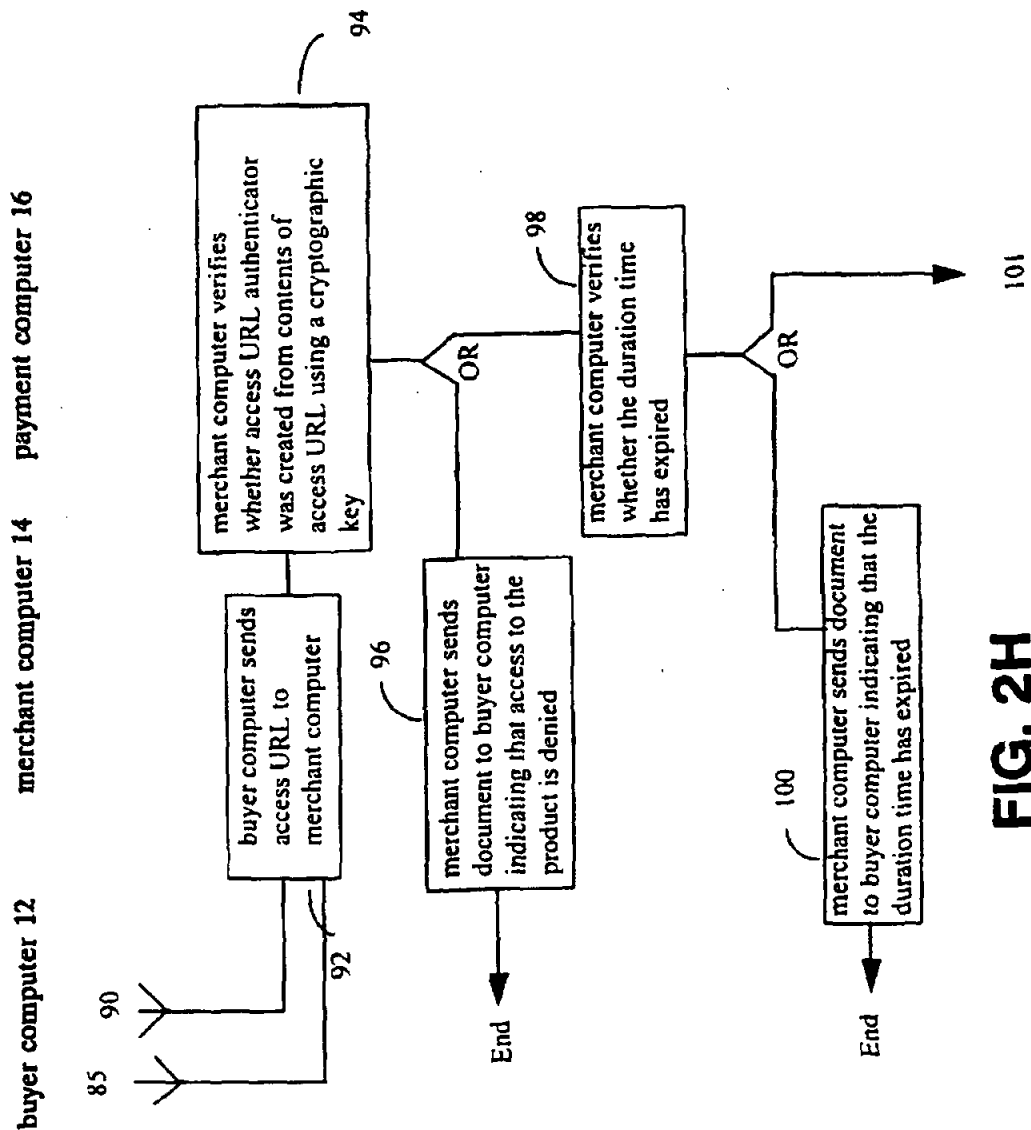 buyer computer 12
merchant computer 14
payment computer 16
85
90
92
buyer computer sends
access URL to
merchant computer
94
merchant computer verifies
whether access URL authenticator
was created from contents of
access URL using a cryptographic
key
OR
96
merchant computer sends
document to buyer computer
indicating that access to the
product is denied
End
98
merchant computer verifies
whether the duration time
has expired
OR
100
merchant computer sends document
to buyer computer indicating that the
duration time has expired
End
101
FIG. 2H